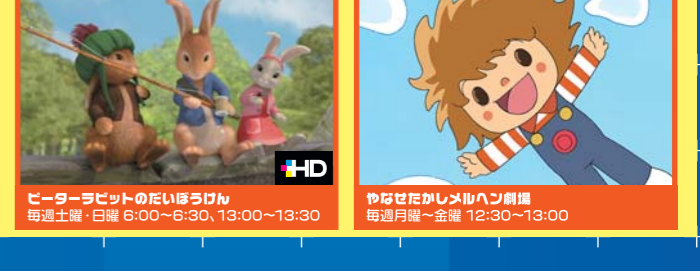 HD
ピーターラビットのだいぼうけん
毎週土曜・日曜 6:00〜6:30、13:00〜13:30
やなせたかしメルヘン劇場
毎週月曜〜金曜 12:30〜13:00